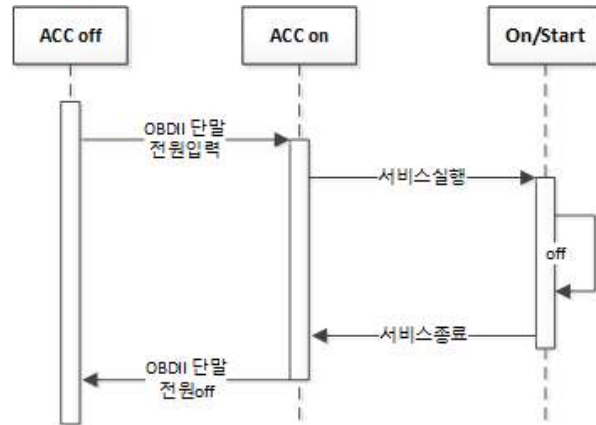 ACC off
ACC on
On/Start
OBDII 단말
전원입력
서비스실행
off
서비스종료
OBDII 단말
전원off